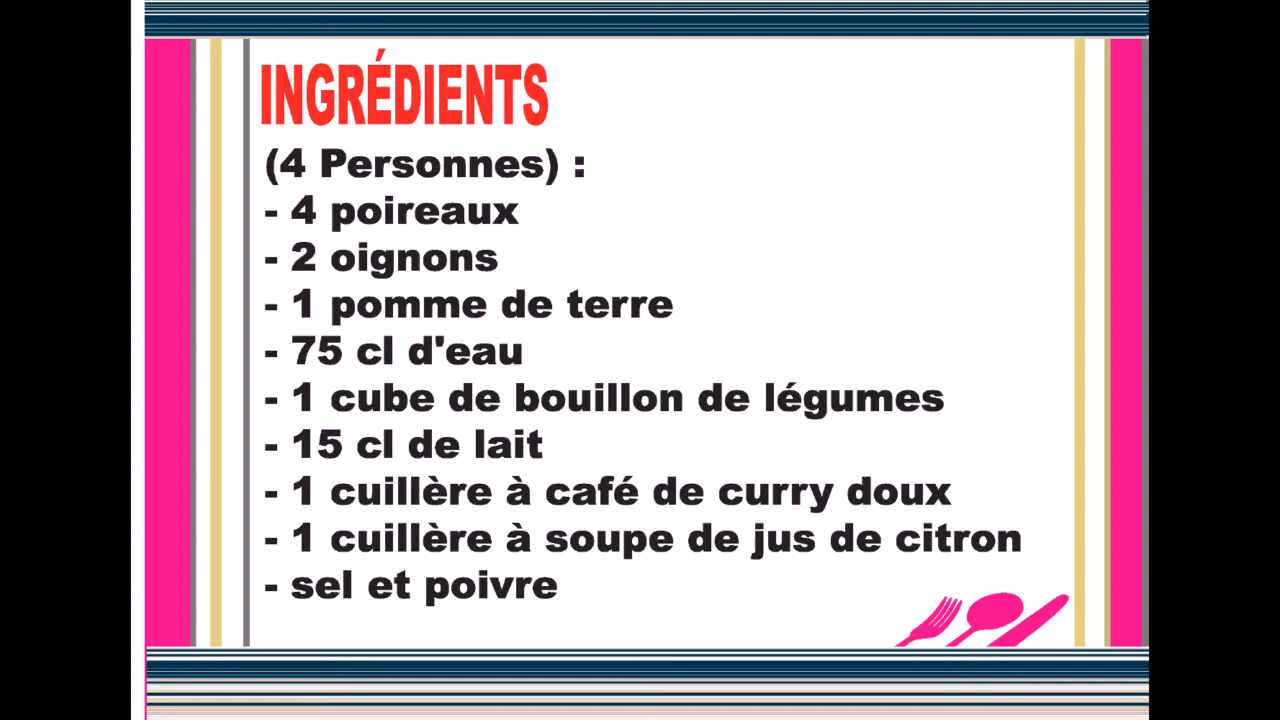 INGRÉDIENTS
(4 Personnes) :
- 4 poireaux
- 2 oignons
- 1 pomme de terre
- 75 cl d'eau
- 1 cube de bouillon de légumes
- 15 cl de lait
- 1 cuillère à café de curry doux
- 1 cuillère à soupe de jus de citron
- sel et poivre